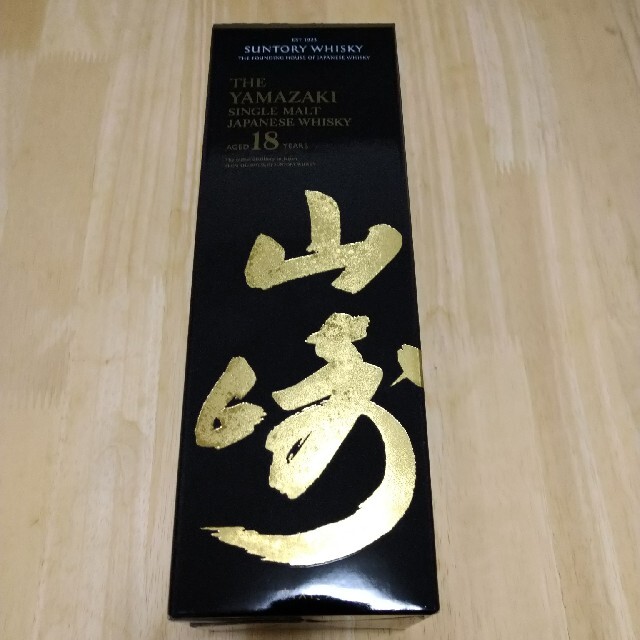 EST. 1923
SUNTORY WHISKY
THE FOUNDING HOUSE OF JAPANESE WHISKY
THE
YAMAZAKI
SINGLE MALT
JAPANESE WHISKY
AGED 18 YEARS
山
崎